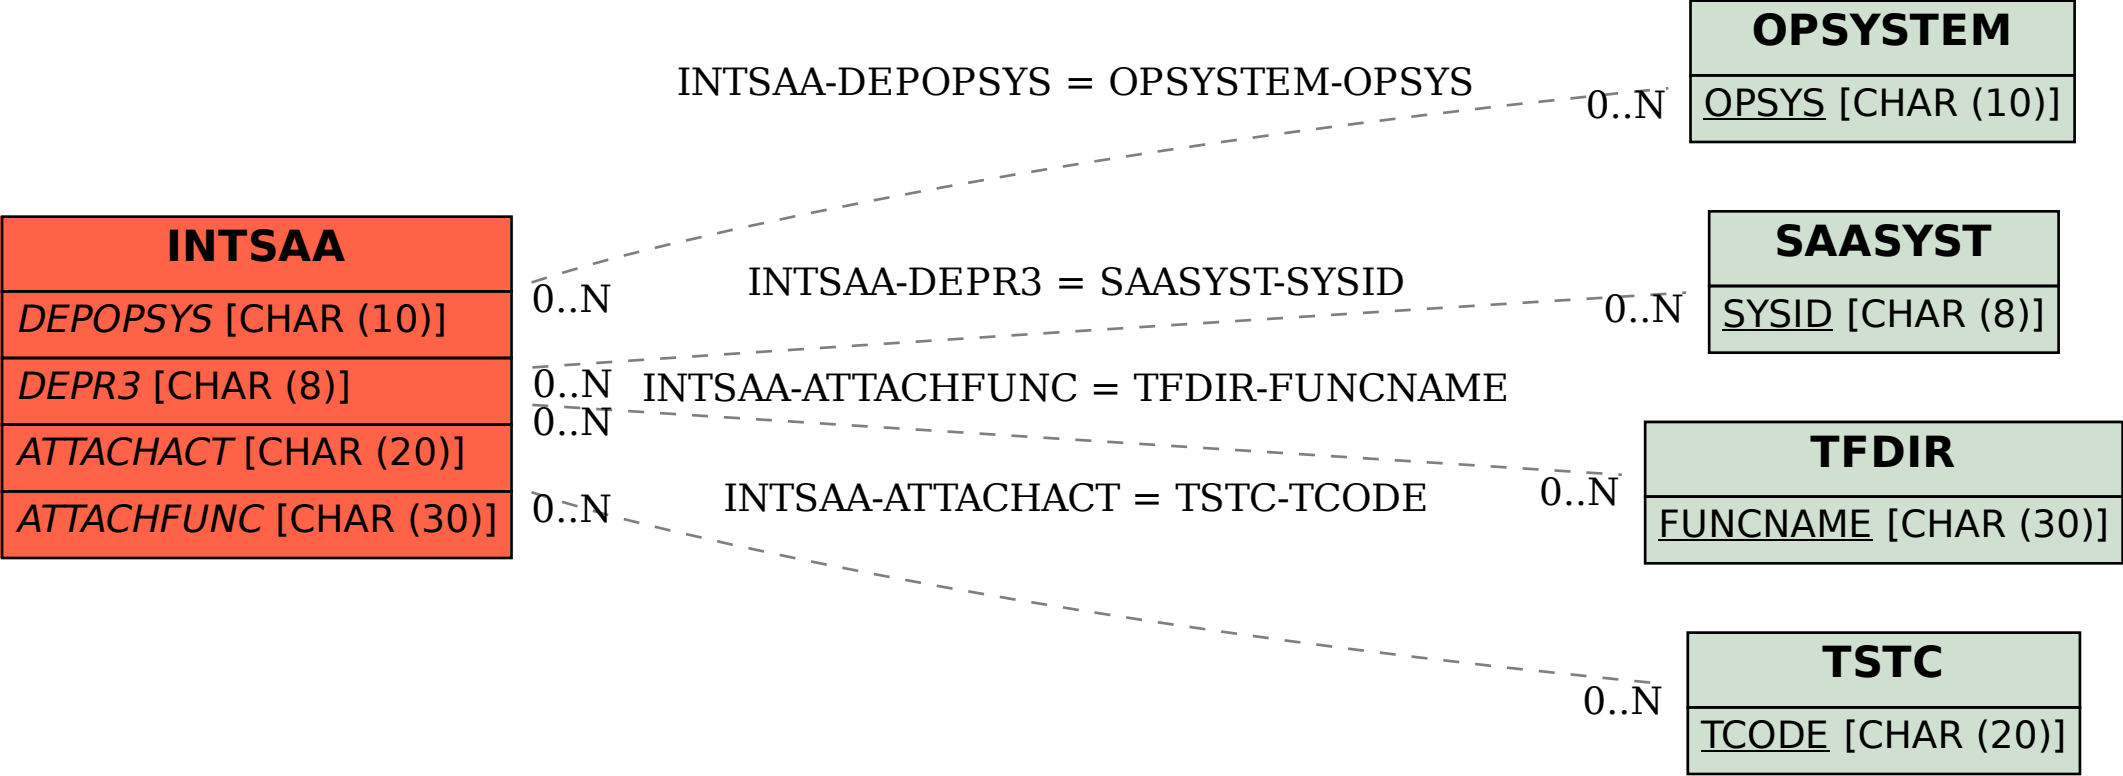 OPSYSTEM
OPSYS [CHAR (10)]
INTSAA-DEPOPSYS = OPSYSTEM-OPSYS
0..N
INTSAA
DEPOPSYS [CHAR (10)]
DEPR3 [CHAR (8)]
ATTACHACT [CHAR (20)]
ATTACHFUNC [CHAR (30)]
0..N
INTSAA-DEPR3 = SAASYST-SYSID
0..N
SAASYST
SYSID [CHAR (8)]
0..N
INTSAA-ATTACHFUNC = TFDIR-FUNCNAME
0..N
0..N
TFDIR
FUNCNAME [CHAR (30)]
INTSAA-ATTACHACT = TSTC-TCODE
0..N
0..N
TSTC
TCODE [CHAR (20)]